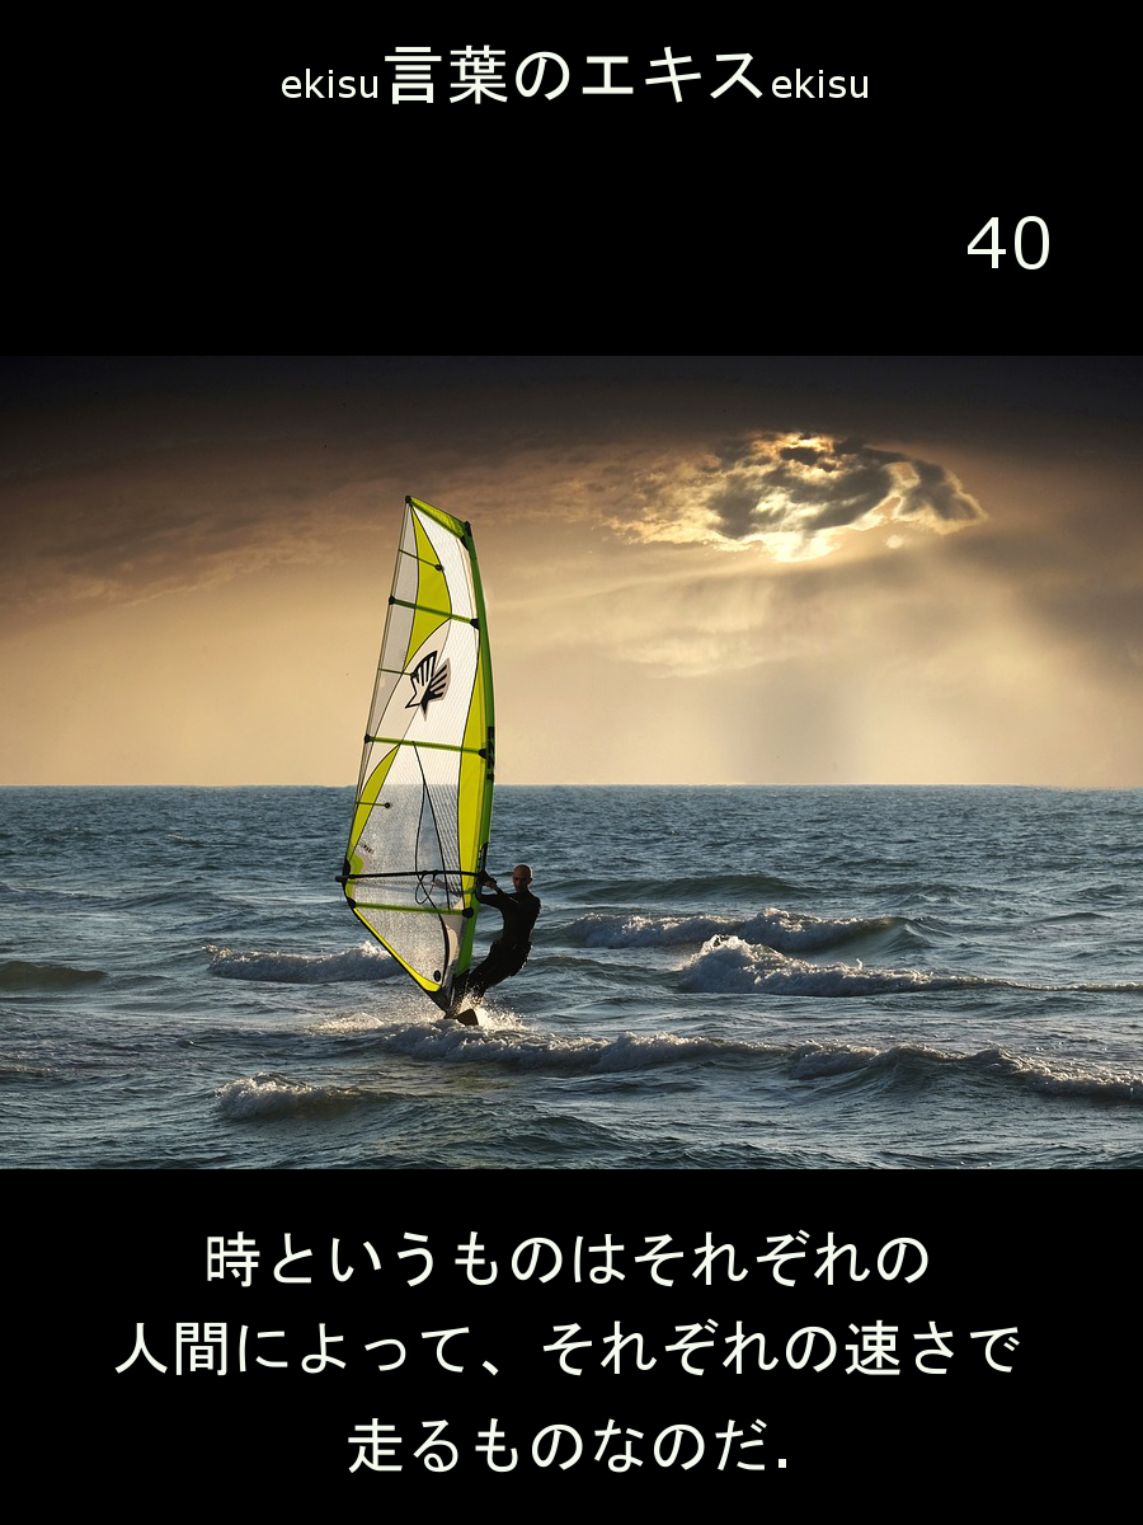 ekisu言葉のエキスekisu
40
時というものはそれぞれの
人間によって、それぞれの速さで
走るものなのだ.